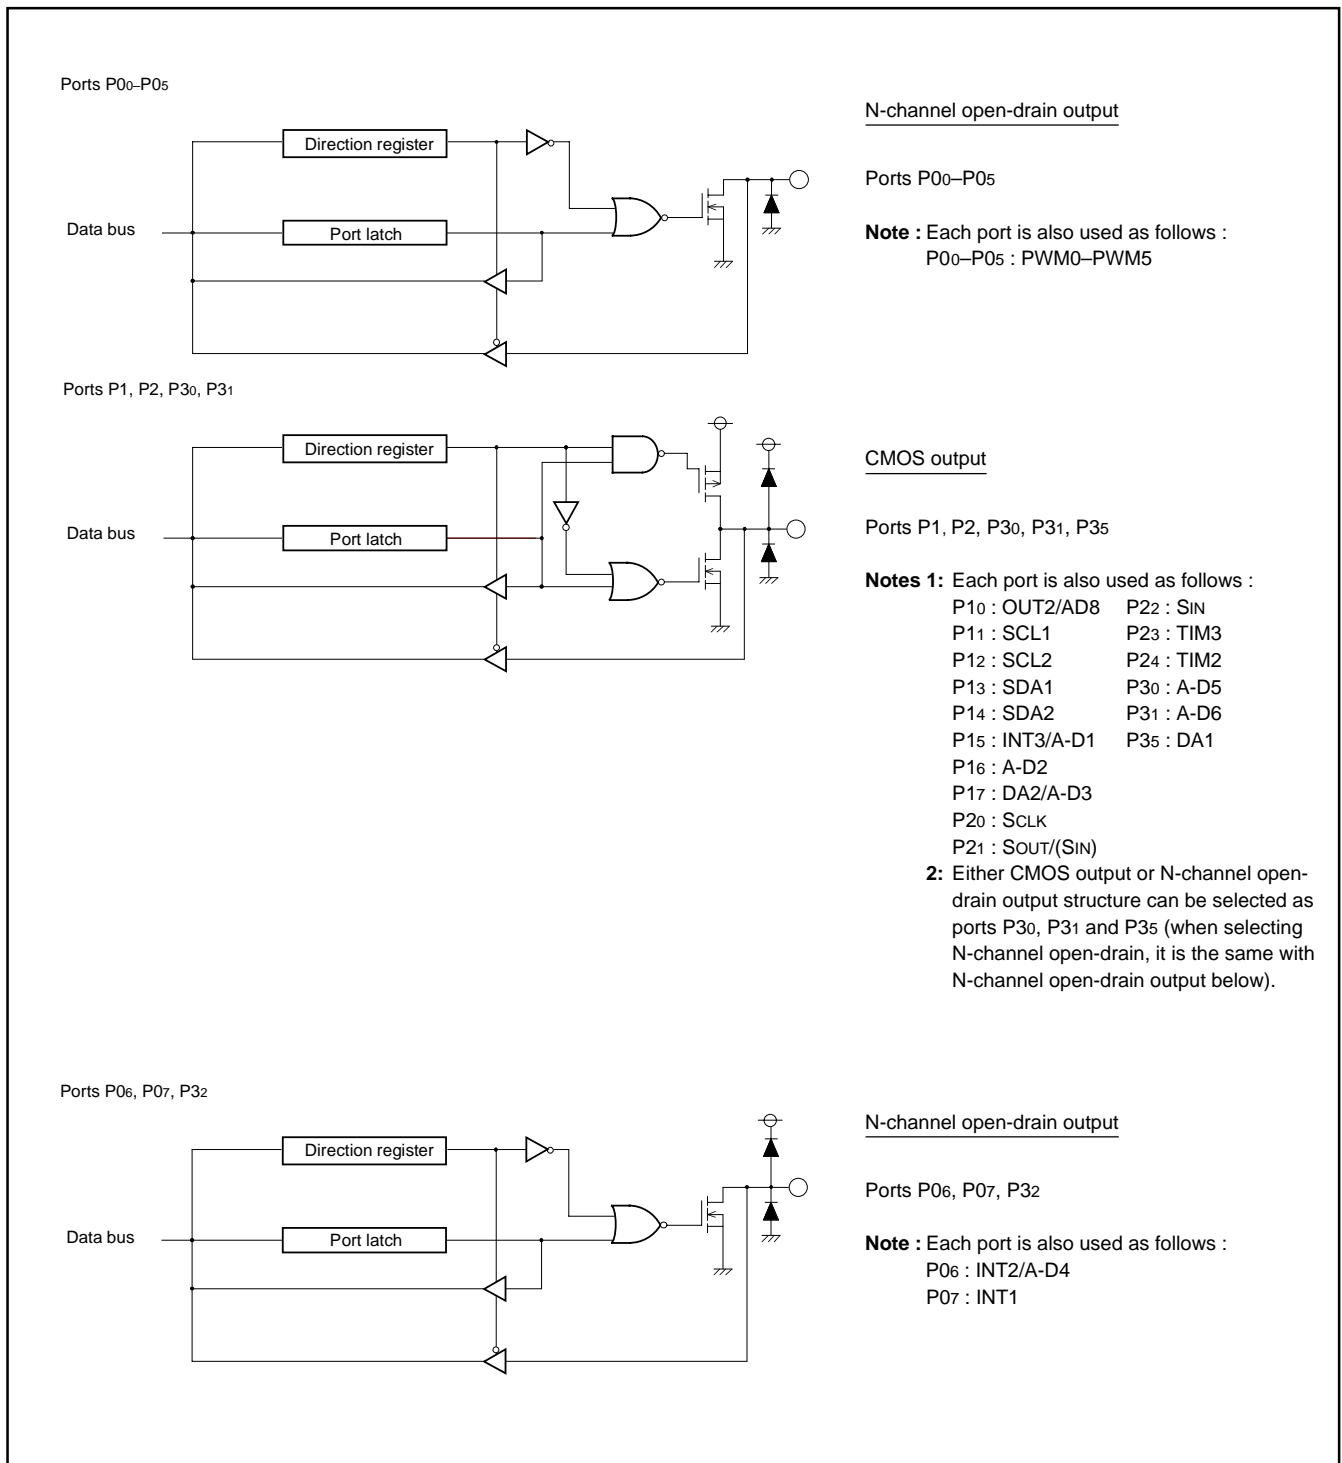 Ports P00–P05
Direction register
Data bus
Port latch
N-channel open-drain output
Ports P00–P05
Note : Each port is also used as follows :
P00–P05 : PWM0–PWM5
Ports P1, P2, P30, P31
Direction register
Data bus
Port latch
CMOS output
Ports P1, P2, P30, P31, P35
Notes 1: Each port is also used as follows :
P10 : OUT2/AD8 P22 : SIN
P11 : SCL1 P23 : TIM3
P12 : SCL2 P24 : TIM2
P13 : SDA1 P30 : A-D5
P14 : SDA2 P31 : A-D6
P15 : INT3/A-D1 P35 : DA1
P16 : A-D2
P17 : DA2/A-D3
P20 : SCLK
P21 : SOUT/(SIN)
2: Either CMOS output or N-channel open-
drain output structure can be selected as
ports P30, P31 and P35 (when selecting
N-channel open-drain, it is the same with
N-channel open-drain output below).
Ports P06, P07, P32
Direction register
Data bus
Port latch
N-channel open-drain output
Ports P06, P07, P32
Note : Each port is also used as follows :
P06 : INT2/A-D4
P07 : INT1